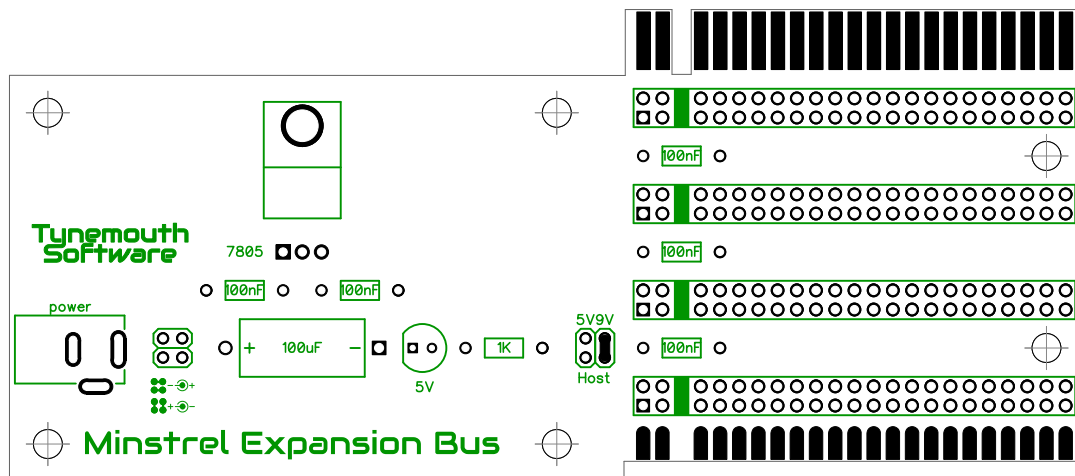 100nF
100nF
Tynemouth
Software
7805
100nF
100nF
power
+
100uF
-
1K
5V9V
100nF
5V
Host
- +
+ -
Minstrel Expansion Bus